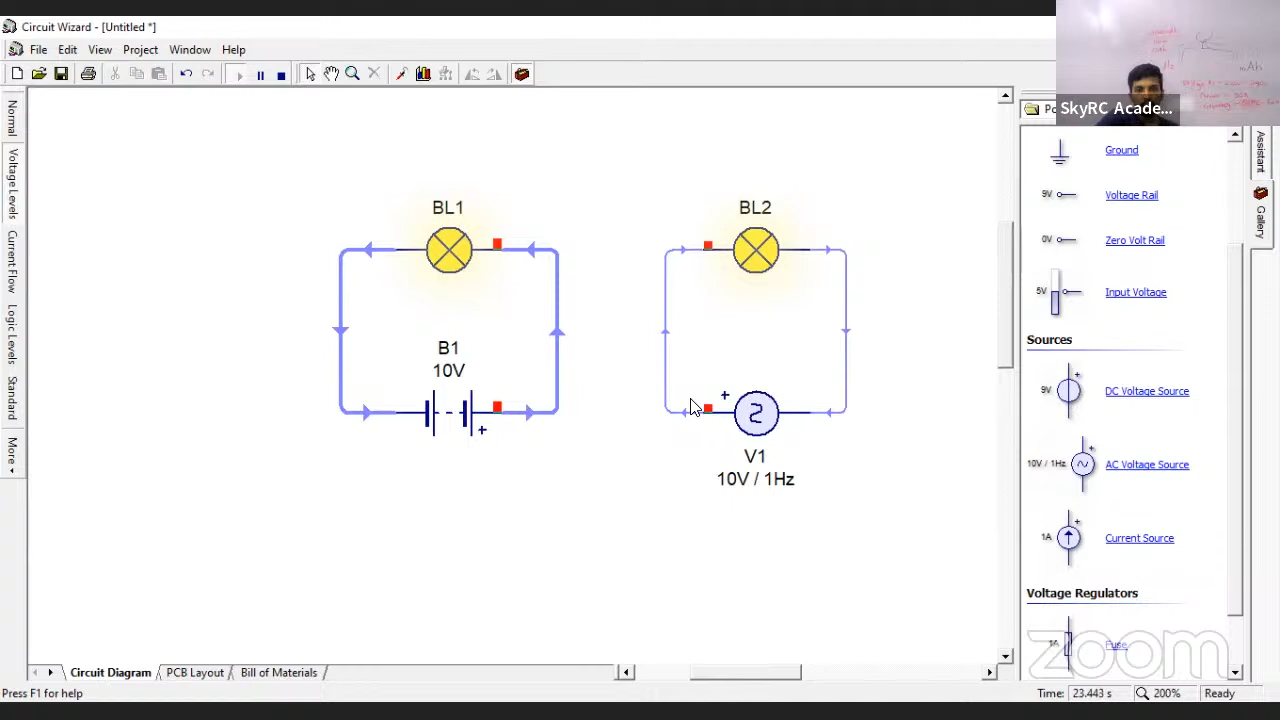 Circuit Wizard - [Untitled *]
File Edit View Project Window Help
SkyRC Acade...
Normal
Voltage Levels
Current Flow
Logic Levels
Standard
More
BL1
BL2
B1
10V
V1
10V / 1Hz
Assistant
Gallery
Ground
9V Voltage Rail
0V Zero Volt Rail
5V Input Voltage
Sources
9V DC Voltage Source
10V / 1Hz AC Voltage Source
1A Current Source
Voltage Regulators
1A Fuse
zoom
Circuit Diagram PCB Layout Bill of Materials
Press F1 for help
Time: 23.443 s 200% Ready